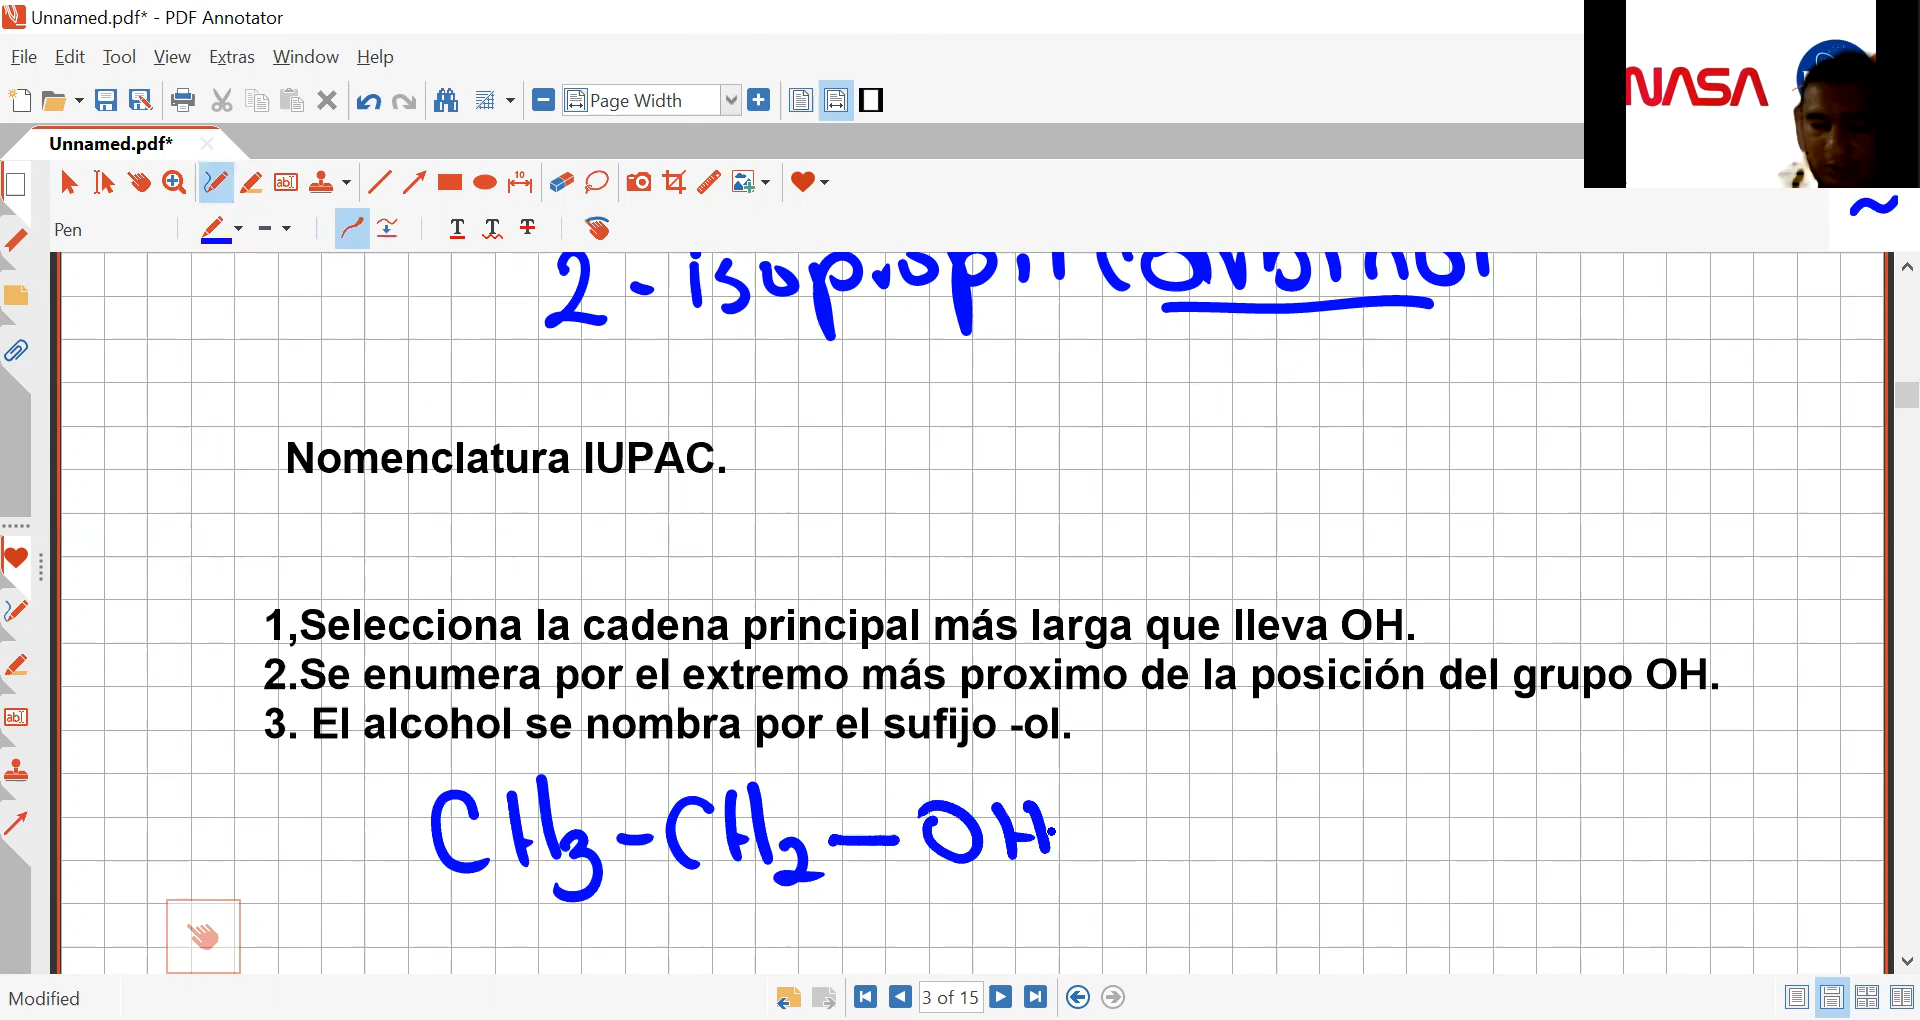 Unnamed.pdf* - PDF Annotator
File Edit Tool View Extras Window Help
Page Width
NASA
Unnamed.pdf*
Pen
2-isopropil Carbinol
Nomenclatura IUPAC.
1,Selecciona la cadena principal más larga que lleva OH.
2.Se enumera por el extremo más proximo de la posición del grupo OH.
3. El alcohol se nombra por el sufijo -ol.
CH3-CH2-OH
Modified
3 of 15